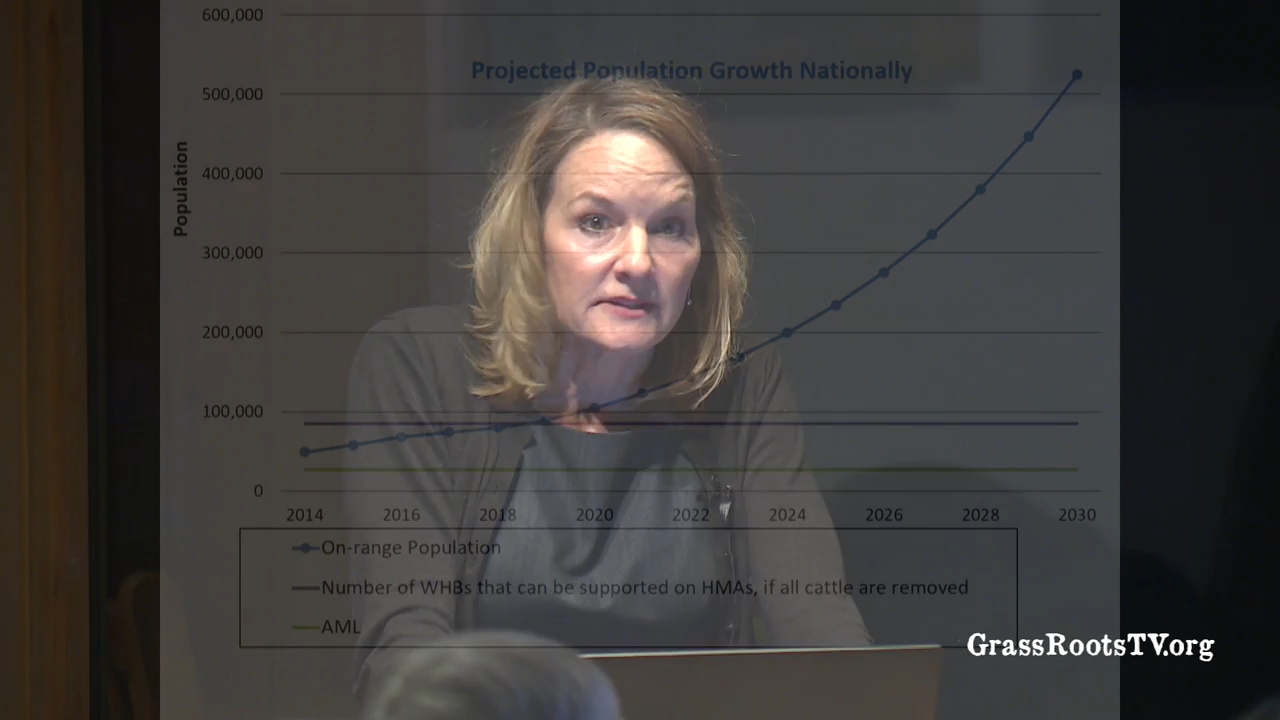 600,000
Projected Population Growth Nationally
500,000
400,000
Population
300,000
200,000
100,000
0
2014 2016 2018 2020 2022 2024 2026 2028 2030
On-range Population
Number of WHBs that can be supported on HMAs, if all cattle are removed
AML
GrassRootsTV.org